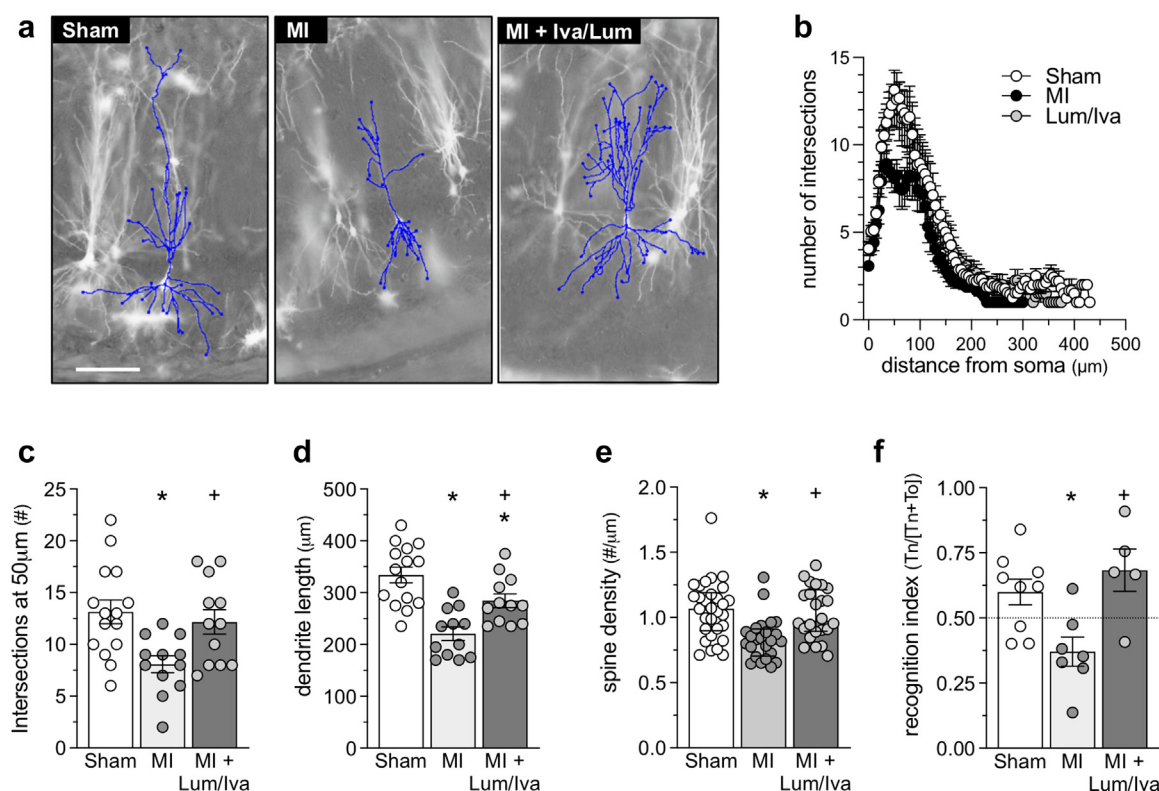 a
Sham
MI
MI + Iva/Lum
b
number of intersections
15
10
5
0
Sham
MI
Lum/Iva
0
100
200
300
400
500
distance from soma (µm)
c
Intersections at 50µm (#)
25
20
15
10
5
0
*
+
Sham
MI
MI +
Lum/Iva
d
dendrite length (µm)
500
400
300
200
100
0
*
+
*
Sham
MI
MI +
Lum/Iva
e
spine density (#/µm)
2.0
1.5
1.0
0.5
0.0
*
+
Sham
MI
MI +
Lum/Iva
f
recognition index (Tn/[Tn+To])
1.00
0.75
0.50
0.25
0.00
*
+
Sham
MI
MI +
Lum/Iva